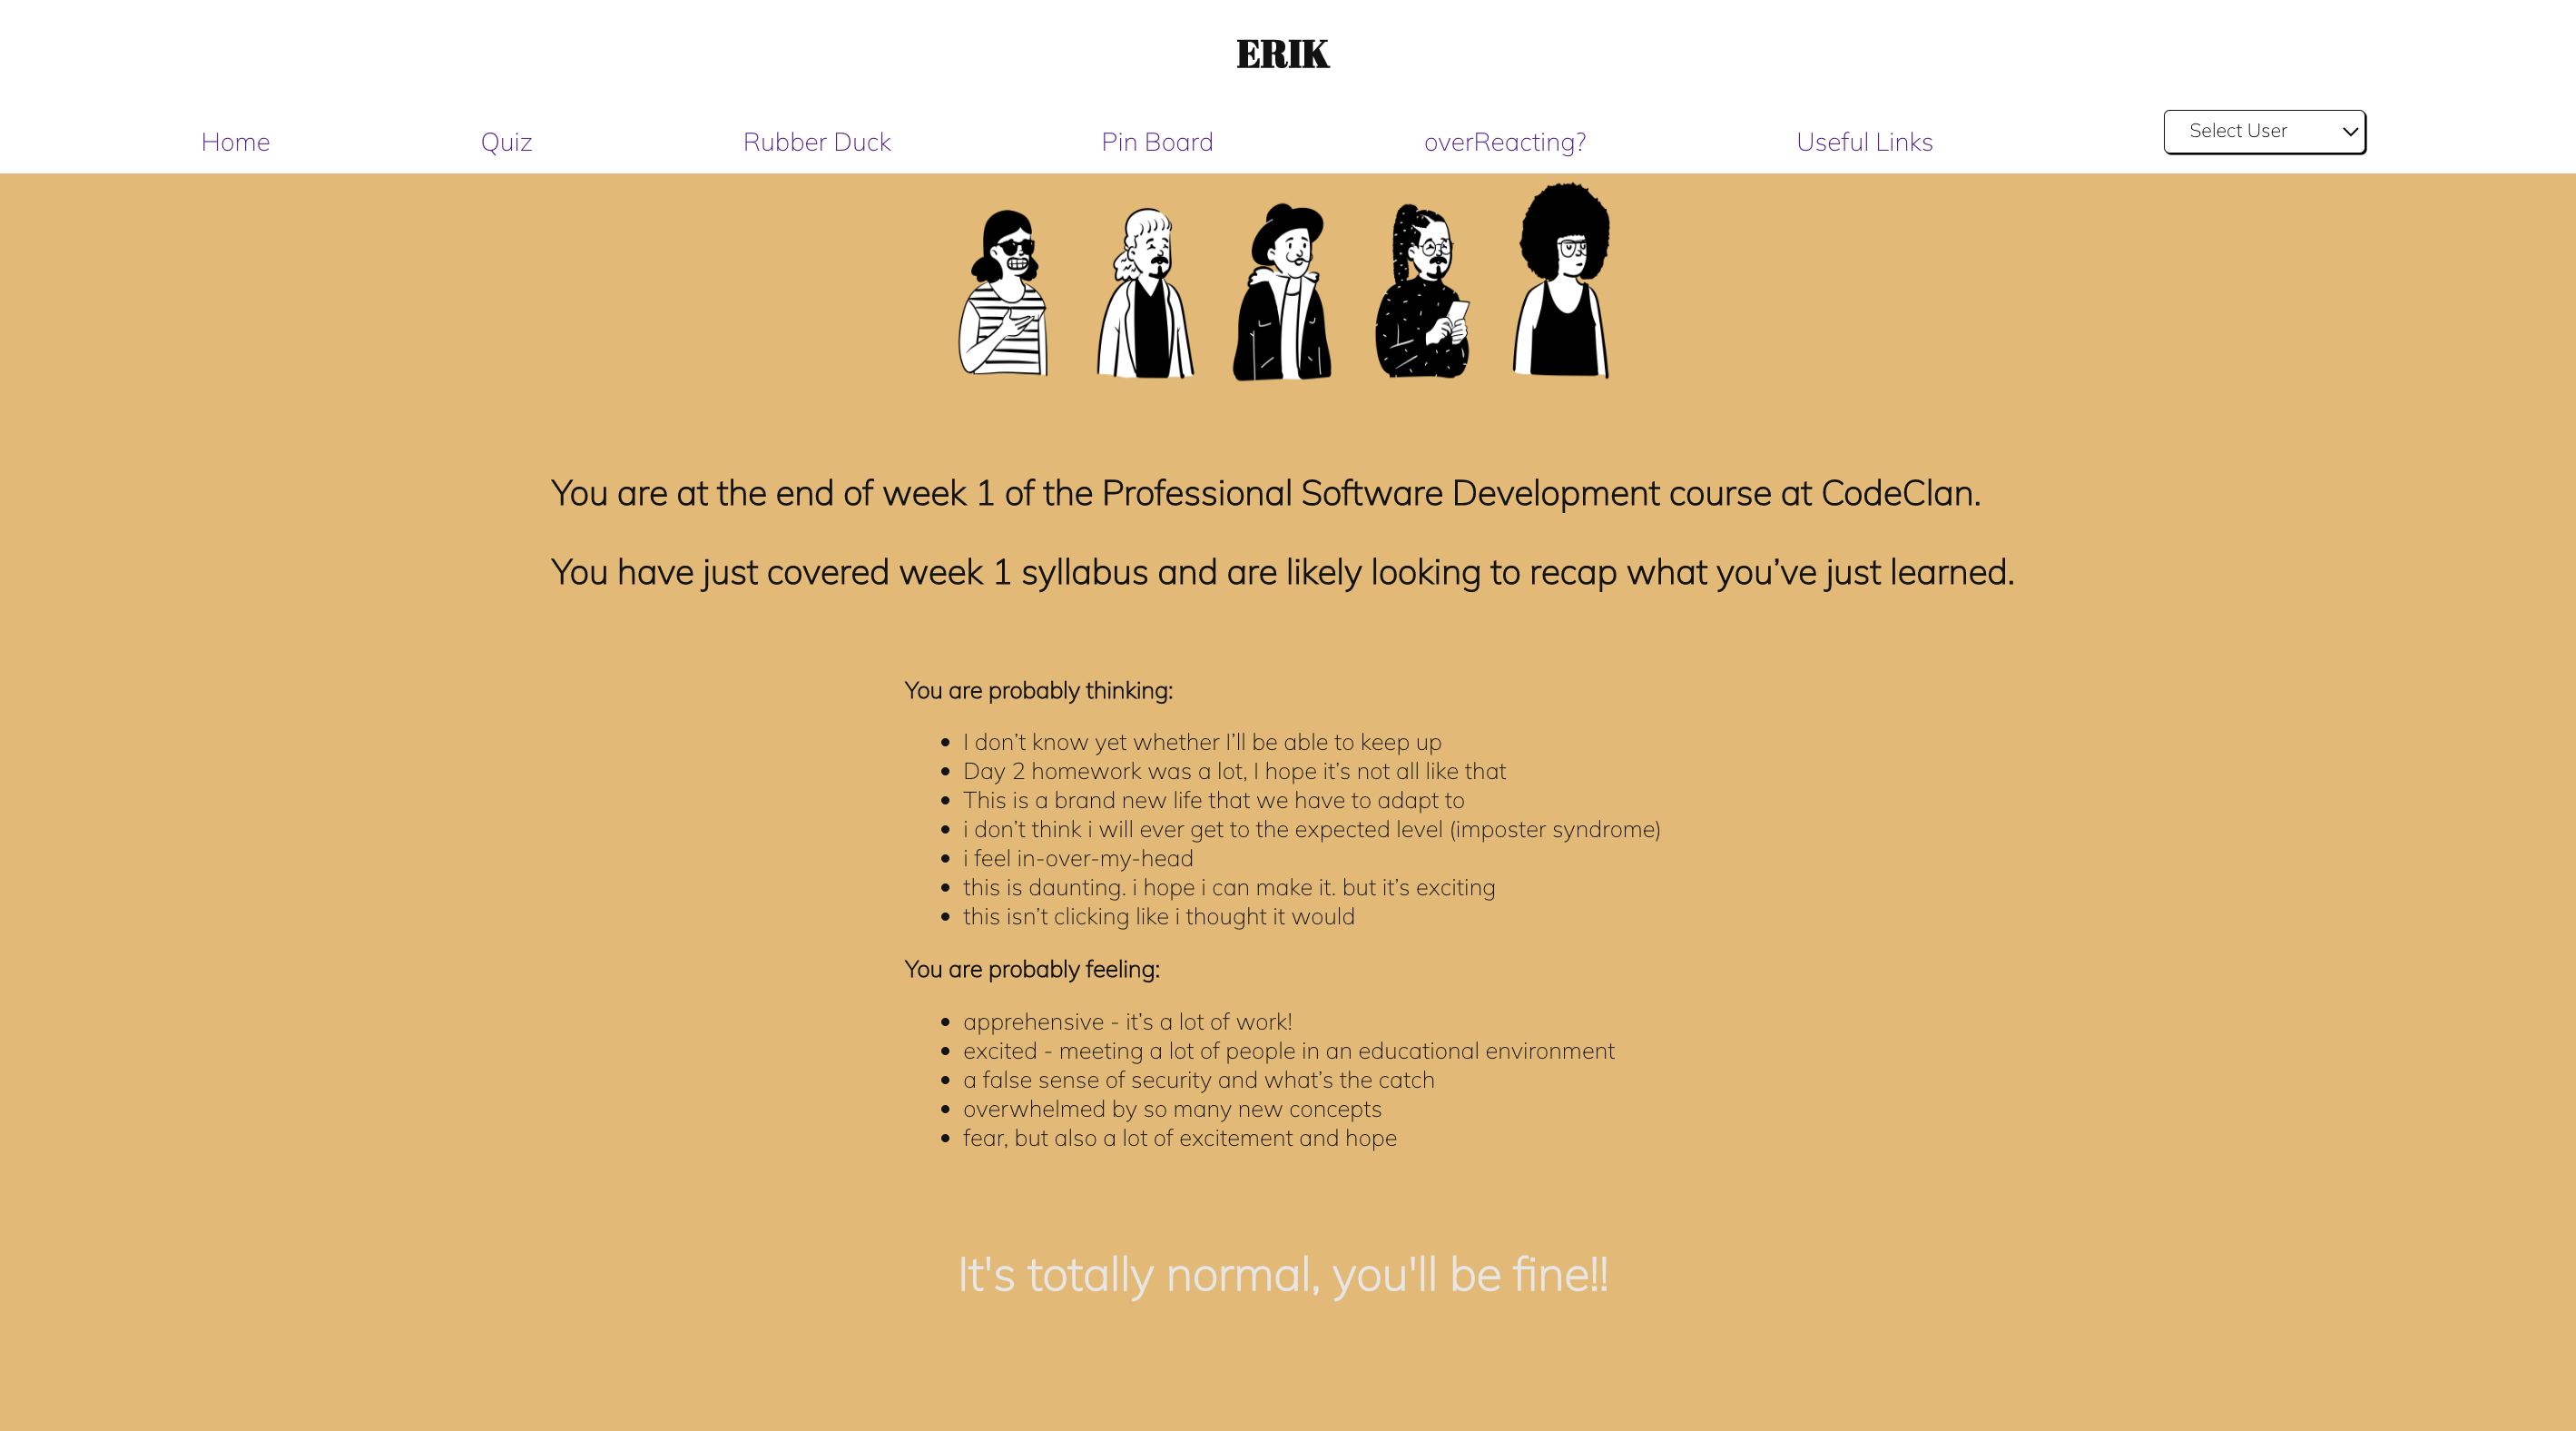 ERIK
Home Quiz Rubber Duck Pin Board overReacting? Useful Links Select User
You are at the end of week 1 of the Professional Software Development course at CodeClan.
You have just covered week 1 syllabus and are likely looking to recap what you’ve just learned.
You are probably thinking:
• I don’t know yet whether I’ll be able to keep up
• Day 2 homework was a lot, I hope it’s not all like that
• This is a brand new life that we have to adapt to
• i don’t think i will ever get to the expected level (imposter syndrome)
• i feel in-over-my-head
• this is daunting. i hope i can make it. but it’s exciting
• this isn’t clicking like i thought it would
You are probably feeling:
• apprehensive - it’s a lot of work!
• excited - meeting a lot of people in an educational environment
• a false sense of security and what’s the catch
• overwhelmed by so many new concepts
• fear, but also a lot of excitement and hope
It's totally normal, you'll be fine!!